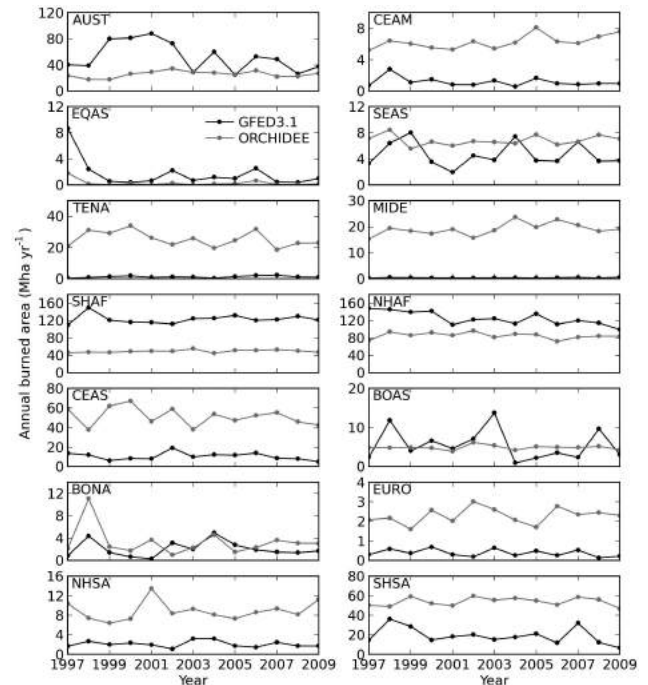 AUST
120
80
40
0
CEAM
8
4
0
EQAS
12
8
4
0
GFED3.1
ORCHIDEE
SEAS
12
8
4
0
TENA
40
20
0
MIDE
30
20
10
0
SHAF
160
120
80
40
0
NHAF
160
120
80
40
0
CEAS
80
60
40
20
0
BOAS
20
10
0
BONA
12
8
4
0
EURO
4
3
2
1
0
NHSA
16
12
8
4
0
SHSA
80
60
40
20
0
1997 1999 2001 2003 2005 2007 2009
Year
1997 1999 2001 2003 2005 2007 2009
Year
Annual burned area (Mha yr⁻¹)